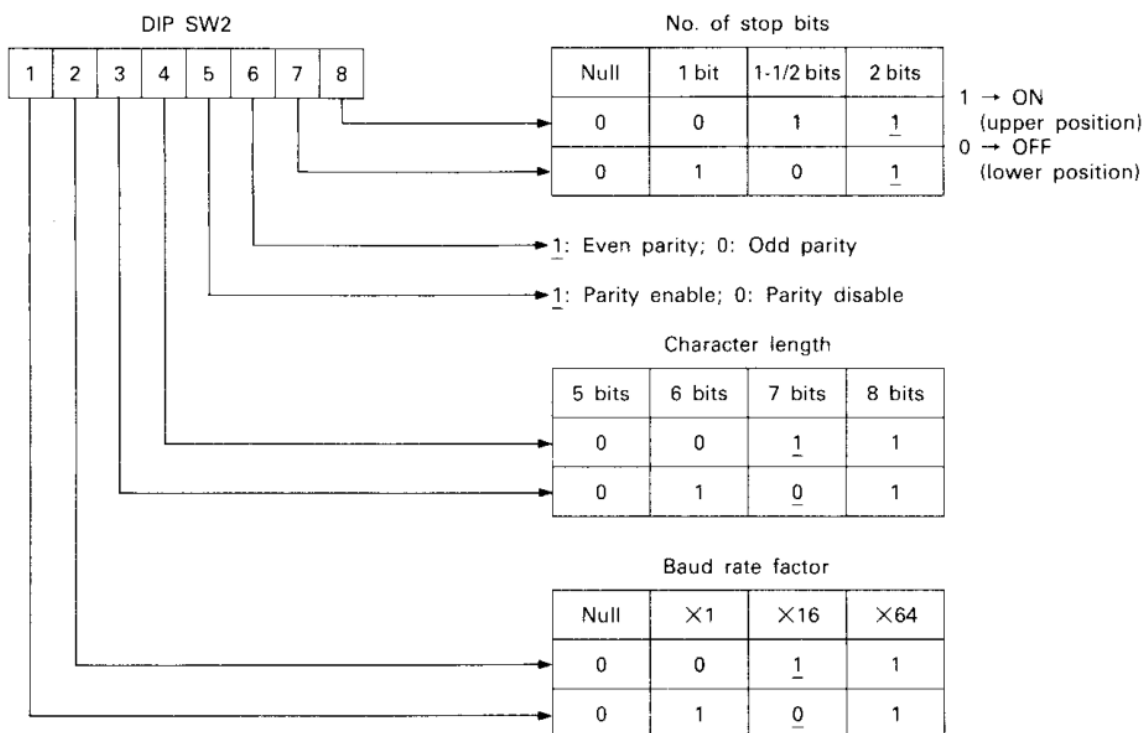 DIP SW2
1 2 3 4 5 6 7 8
No. of stop bits
Null 1 bit 1-1/2 bits 2 bits
0 0 1 1
0 1 0 1
1 → ON
(upper position)
0 → OFF
(lower position)
1: Even parity; 0: Odd parity
1: Parity enable; 0: Parity disable
Character length
5 bits 6 bits 7 bits 8 bits
0 0 1 1
0 1 0 1
Baud rate factor
Null ×1 ×16 ×64
0 0 1 1
0 1 0 1